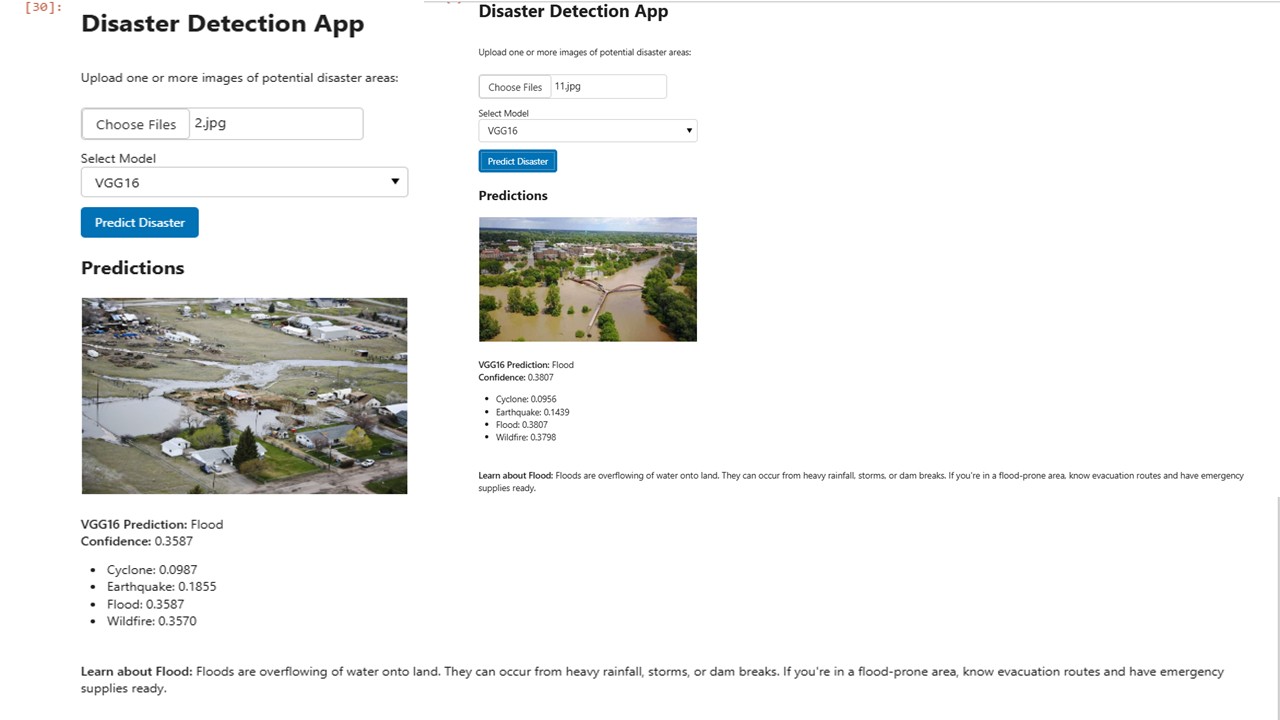 [30]:
Disaster Detection App
Upload one or more images of potential disaster areas:
Choose Files 2.jpg
Select Model
VGG16
Predict Disaster
Predictions
VGG16 Prediction: Flood
Confidence: 0.3587
• Cyclone: 0.0987
• Earthquake: 0.1855
• Flood: 0.3587
• Wildfire: 0.3570
Learn about Flood: Floods are overflowing of water onto land. They can occur from heavy rainfall, storms, or dam breaks. If you're in a flood-prone area, know evacuation routes and have emergency
supplies ready.
Disaster Detection App
Upload one or more images of potential disaster areas:
Choose Files 11.jpg
Select Model
VGG16
Predict Disaster
Predictions
VGG16 Prediction: Flood
Confidence: 0.3807
• Cyclone: 0.0956
• Earthquake: 0.1439
• Flood: 0.3807
• Wildfire: 0.3798
Learn about Flood: Floods are overflowing of water onto land. They can occur from heavy rainfall, storms, or dam breaks. If you're in a flood-prone area, know evacuation routes and have emergency
supplies ready.